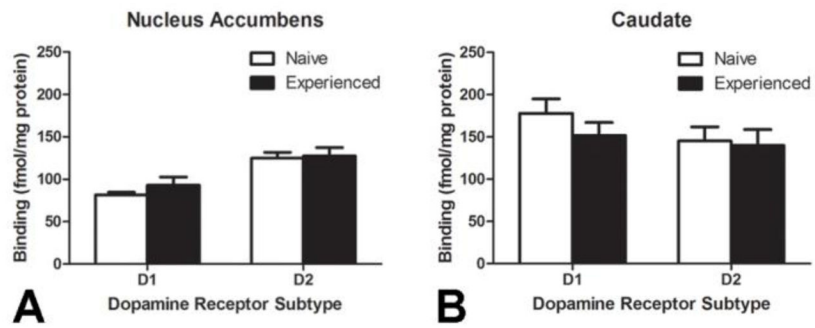 Nucleus Accumbens
Binding (fmol/mg protein)
250
200
150
100
50
0
Naive
Experienced
D1
D2
Dopamine Receptor Subtype
A
Caudate
Binding (fmol/mg protein)
250
200
150
100
50
0
Naive
Experienced
D1
D2
Dopamine Receptor Subtype
B